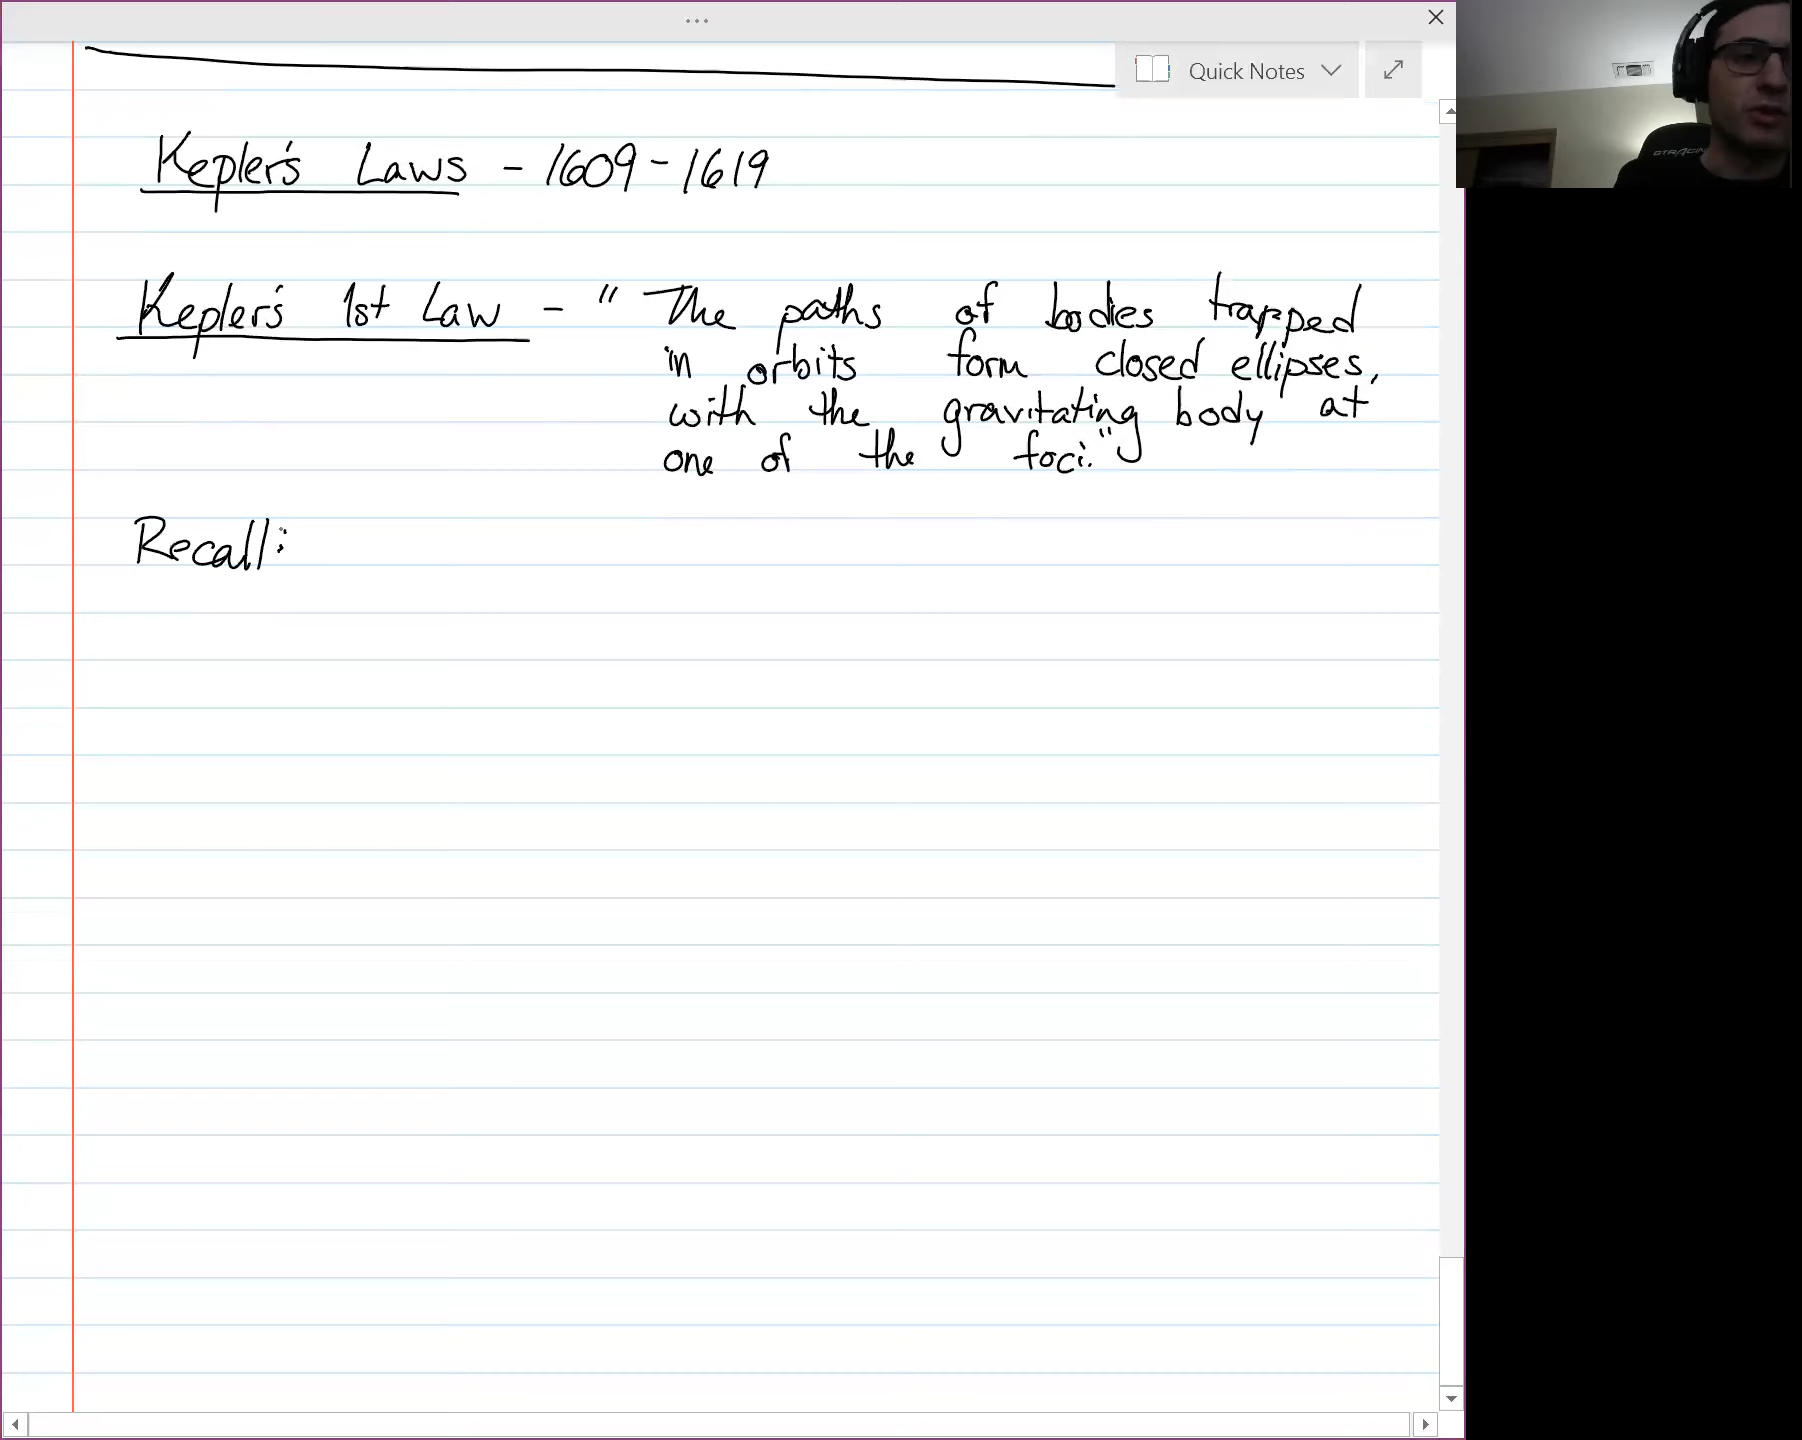 ...
Quick Notes
Kepler's Laws - 1609 - 1619
Kepler's 1st Law - " The paths of bodies trapped
in orbits form closed ellipses,
with the gravitating body at
one of the foci."
Recall:
GTRACING